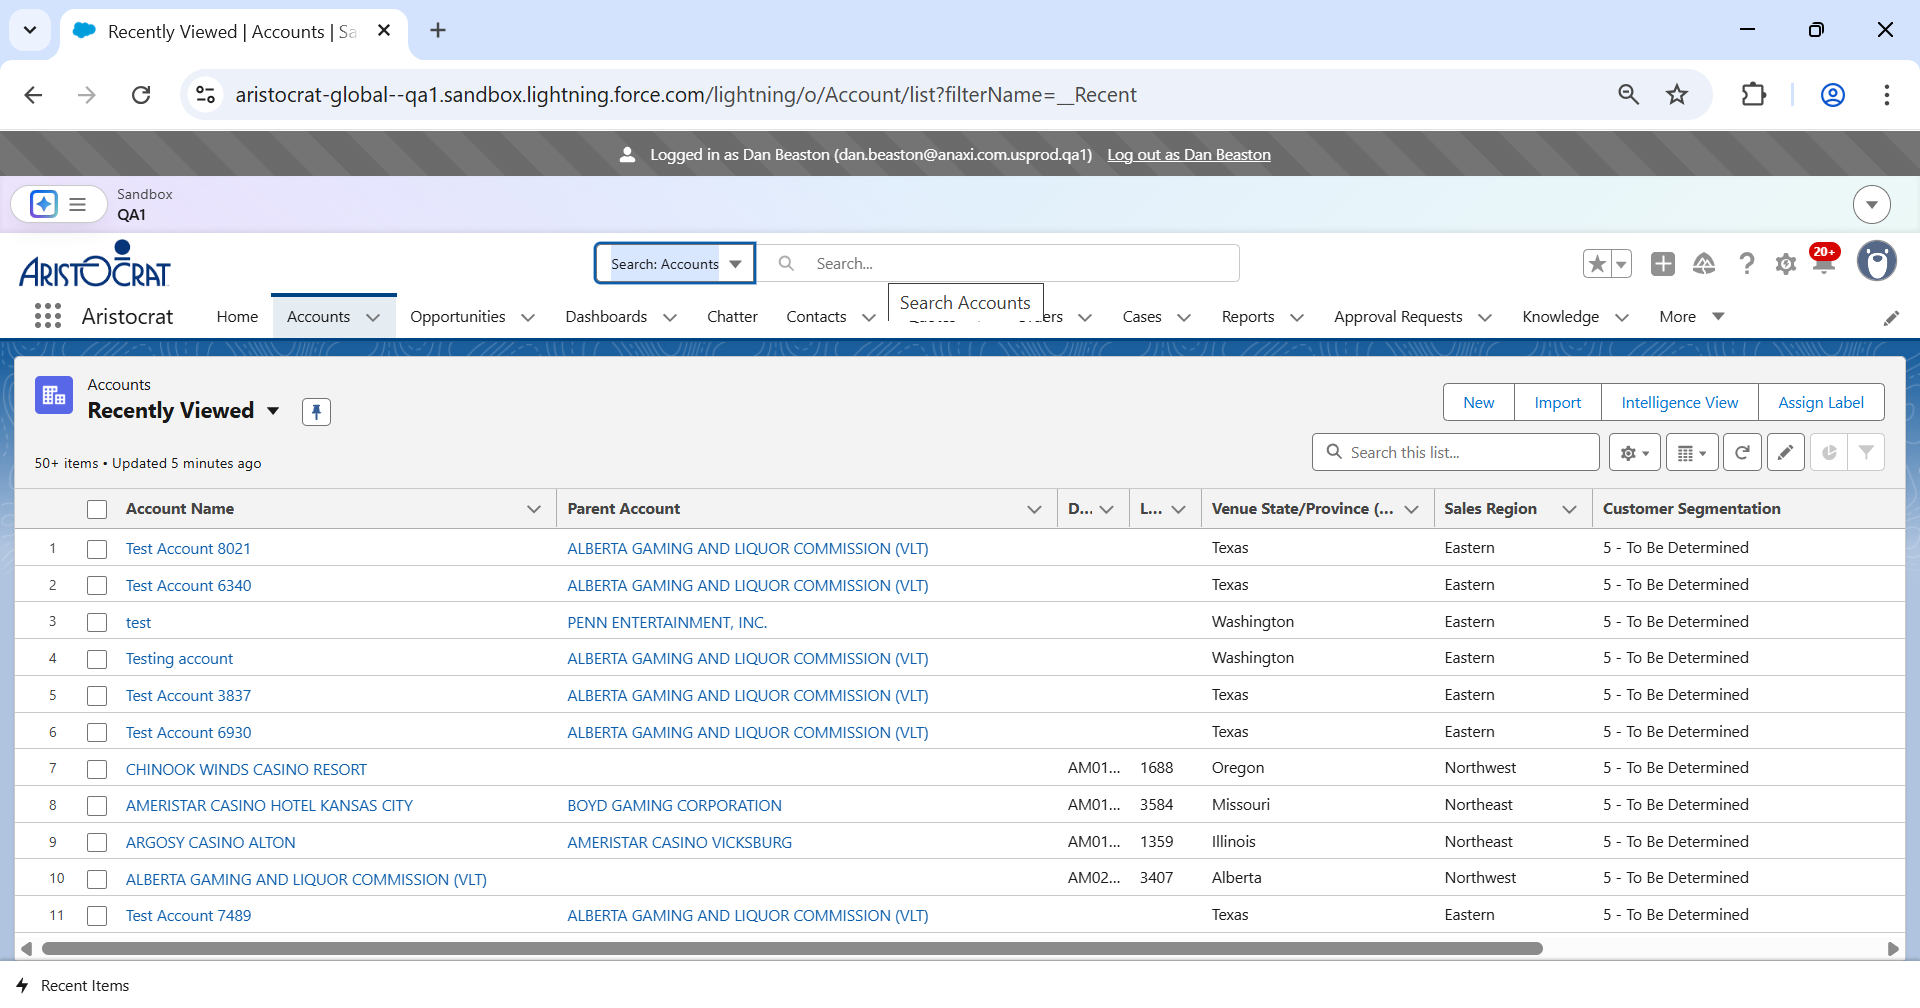 Recently Viewed | Accounts | Sa
aristocrat-global--qa1.sandbox.lightning.force.com/lightning/o/Account/list?filterName=__Recent
Logged in as Dan Beaston (dan.beaston@anaxi.com.usprod.qa1) Log out as Dan Beaston
Sandbox
QA1
ARISTOCRAT
Search: Accounts Search...
20+
Search Accounts
Aristocrat Home Accounts Opportunities Dashboards Chatter Contacts Cases Reports Approval Requests Knowledge More
Accounts
Recently Viewed
New Import Intelligence View Assign Label
50+ items • Updated 5 minutes ago
Search this list...
Account Name Parent Account D... L... Venue State/Province (... Sales Region Customer Segmentation
1 Test Account 8021 ALBERTA GAMING AND LIQUOR COMMISSION (VLT) Texas Eastern 5 - To Be Determined
2 Test Account 6340 ALBERTA GAMING AND LIQUOR COMMISSION (VLT) Texas Eastern 5 - To Be Determined
3 test PENN ENTERTAINMENT, INC. Washington Eastern 5 - To Be Determined
4 Testing account ALBERTA GAMING AND LIQUOR COMMISSION (VLT) Washington Eastern 5 - To Be Determined
5 Test Account 3837 ALBERTA GAMING AND LIQUOR COMMISSION (VLT) Texas Eastern 5 - To Be Determined
6 Test Account 6930 ALBERTA GAMING AND LIQUOR COMMISSION (VLT) Texas Eastern 5 - To Be Determined
7 CHINOOK WINDS CASINO RESORT AM01... 1688 Oregon Northwest 5 - To Be Determined
8 AMERISTAR CASINO HOTEL KANSAS CITY BOYD GAMING CORPORATION AM01... 3584 Missouri Northeast 5 - To Be Determined
9 ARGOSY CASINO ALTON AMERISTAR CASINO VICKSBURG AM01... 1359 Illinois Northeast 5 - To Be Determined
10 ALBERTA GAMING AND LIQUOR COMMISSION (VLT) AM02... 3407 Alberta Northwest 5 - To Be Determined
11 Test Account 7489 ALBERTA GAMING AND LIQUOR COMMISSION (VLT) Texas Eastern 5 - To Be Determined
Recent Items